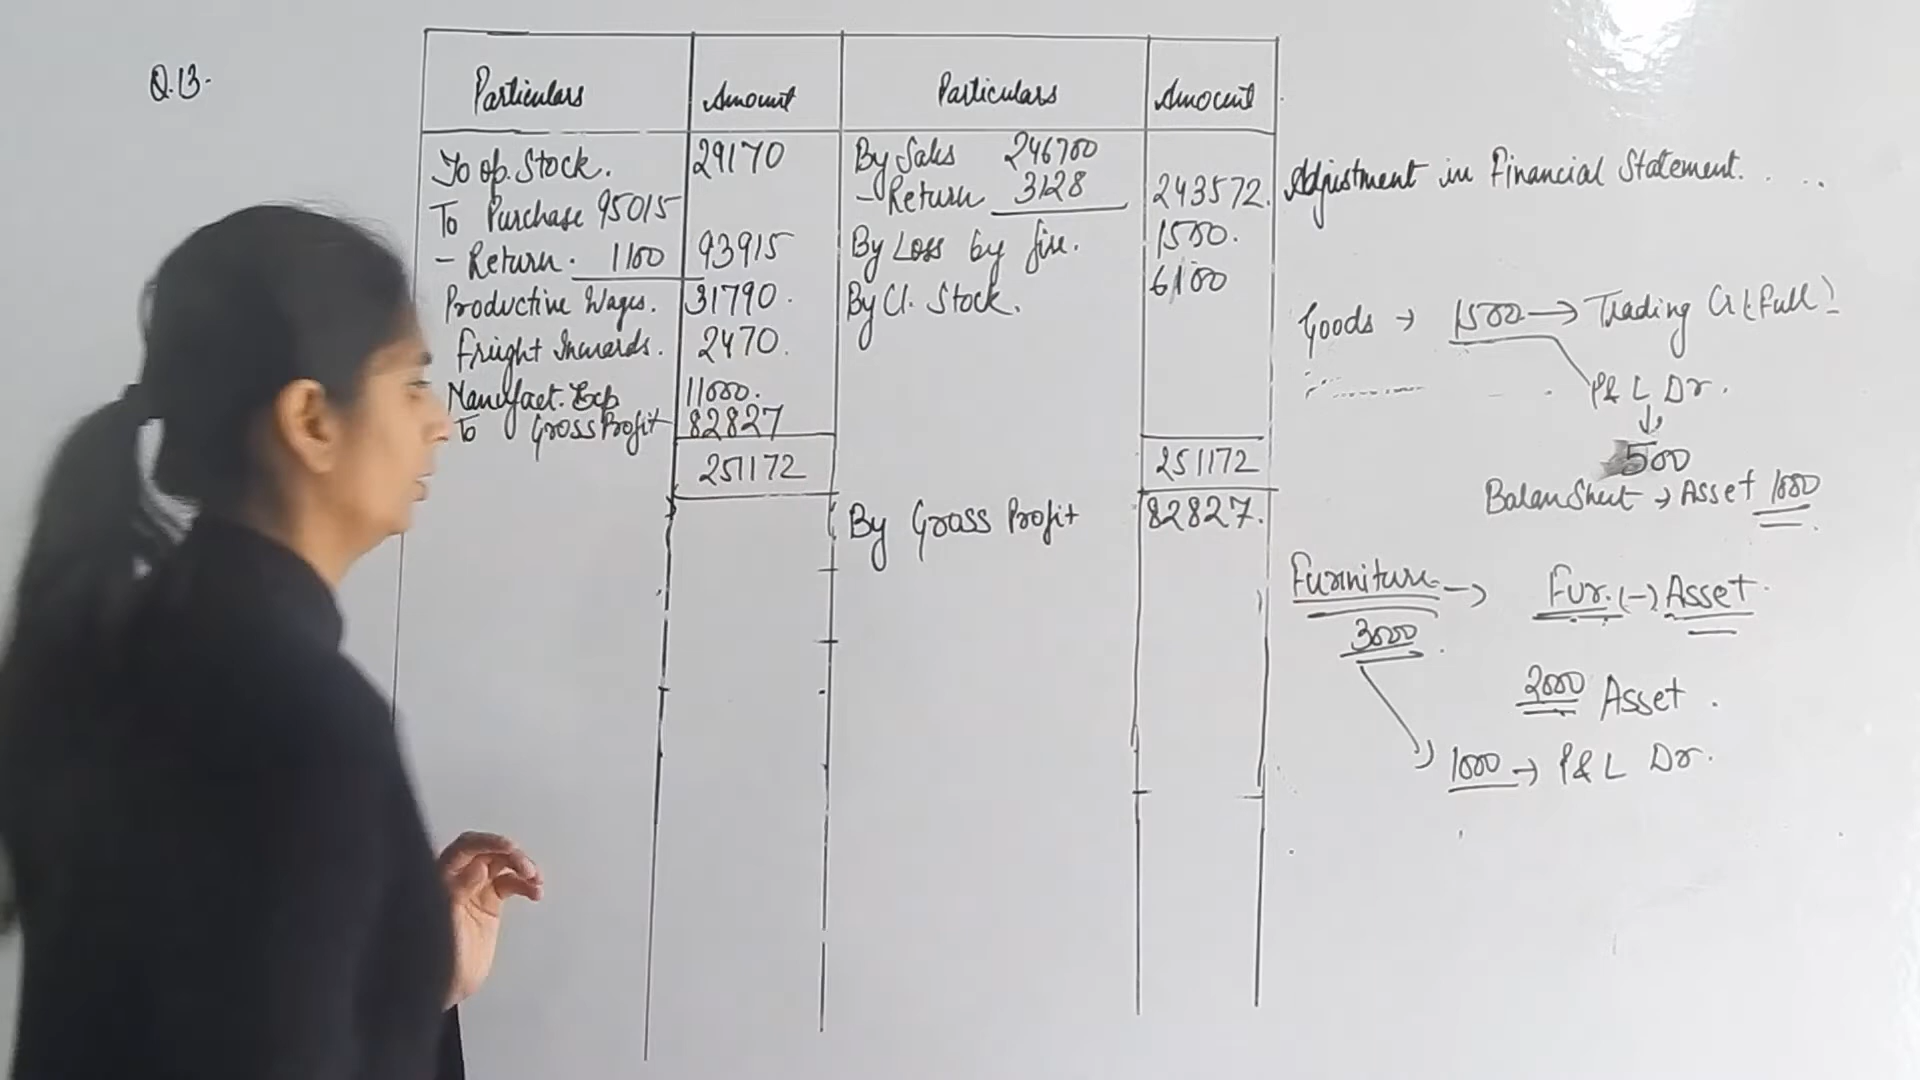 Q.13.
Particulars Amount Particulars Amount
To op. Stock. 29170 By Sales 246700
- Return 3128 243572.
To Purchase 95015
- Return. 1100 93915 By Loss by fire. 1500.
Productive Wages. 31790. By Cl. Stock. 6100
Freight Inwards. 2470.
Manufact. Exp 11000.
To Gross Profit 82827
251172 251172
By Gross Profit 82827.
Adjustment in Financial Statement. . . .
Goods → 1500 → Trading Cr (Full)
P& L Dr.
500
Balan Sheet → Asset 1000
Furniture → Fur. (-) Asset.
3000
2000 Asset.
1000 → P& L Dr.